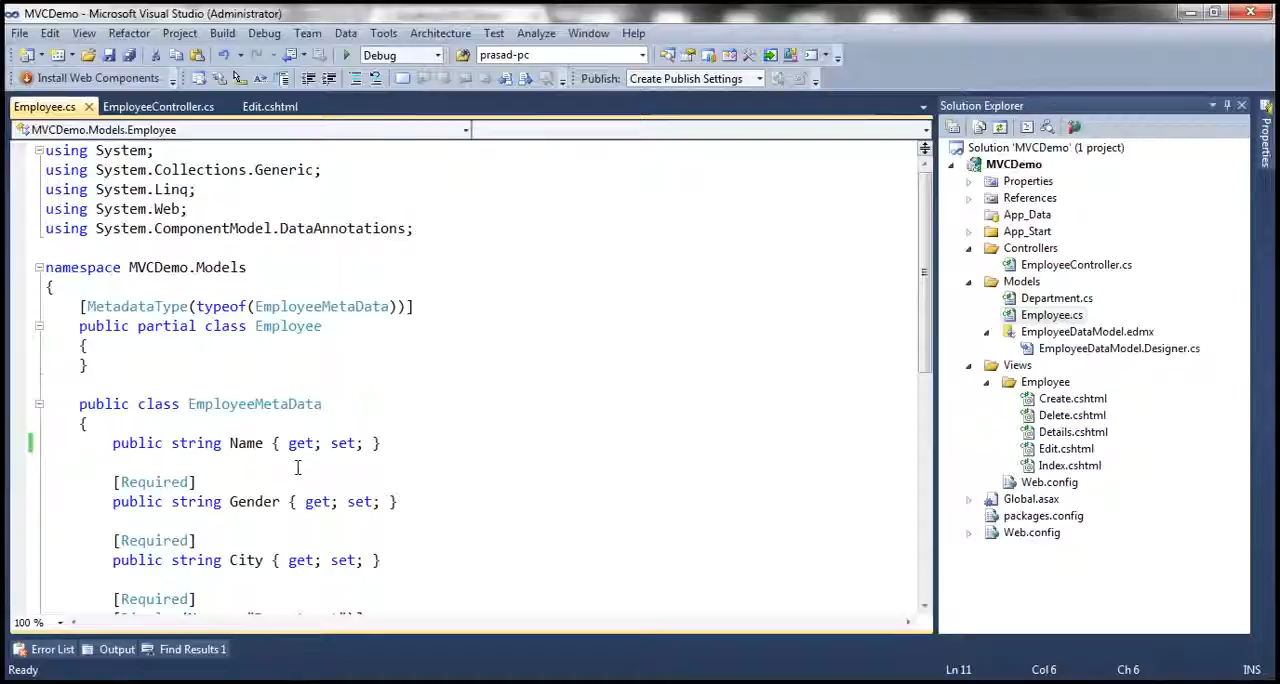 MVCDemo - Microsoft Visual Studio (Administrator)
File Edit View Refactor Project Build Debug Team Data Tools Architecture Test Analyze Window Help
Debug prasad-pc
Install Web Components Publish: Create Publish Settings
Employee.cs EmployeeController.cs Edit.cshtml
MVCDemo.Models.Employee
using System;
using System.Collections.Generic;
using System.Linq;
using System.Web;
using System.ComponentModel.DataAnnotations;
namespace MVCDemo.Models
{
[MetadataType(typeof(EmployeeMetaData))]
public partial class Employee
{
}
public class EmployeeMetaData
{
public string Name { get; set; }
[Required]
public string Gender { get; set; }
[Required]
public string City { get; set; }
[Required]
100 %
Solution Explorer
Solution 'MVCDemo' (1 project)
MVCDemo
Properties
References
App_Data
App_Start
Controllers
EmployeeController.cs
Models
Department.cs
Employee.cs
EmployeeDataModel.edmx
EmployeeDataModel.Designer.cs
Views
Employee
Create.cshtml
Delete.cshtml
Details.cshtml
Edit.cshtml
Index.cshtml
Web.config
Global.asax
packages.config
Web.config
Properties
Error List Output Find Results 1
Ready Ln 11 Col 6 Ch 6 INS